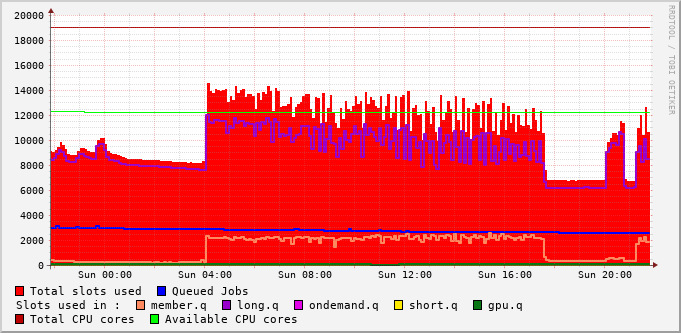 20000
18000
16000
14000
12000
10000
8000
6000
4000
2000
0
Sun 00:00 Sun 04:00 Sun 08:00 Sun 12:00 Sun 16:00 Sun 20:00
Total slots used Queued Jobs
Slots used in : member.q long.q ondemand.q short.q gpu.q
Total CPU cores Available CPU cores
RRDTOOL / TOBI OETIKER